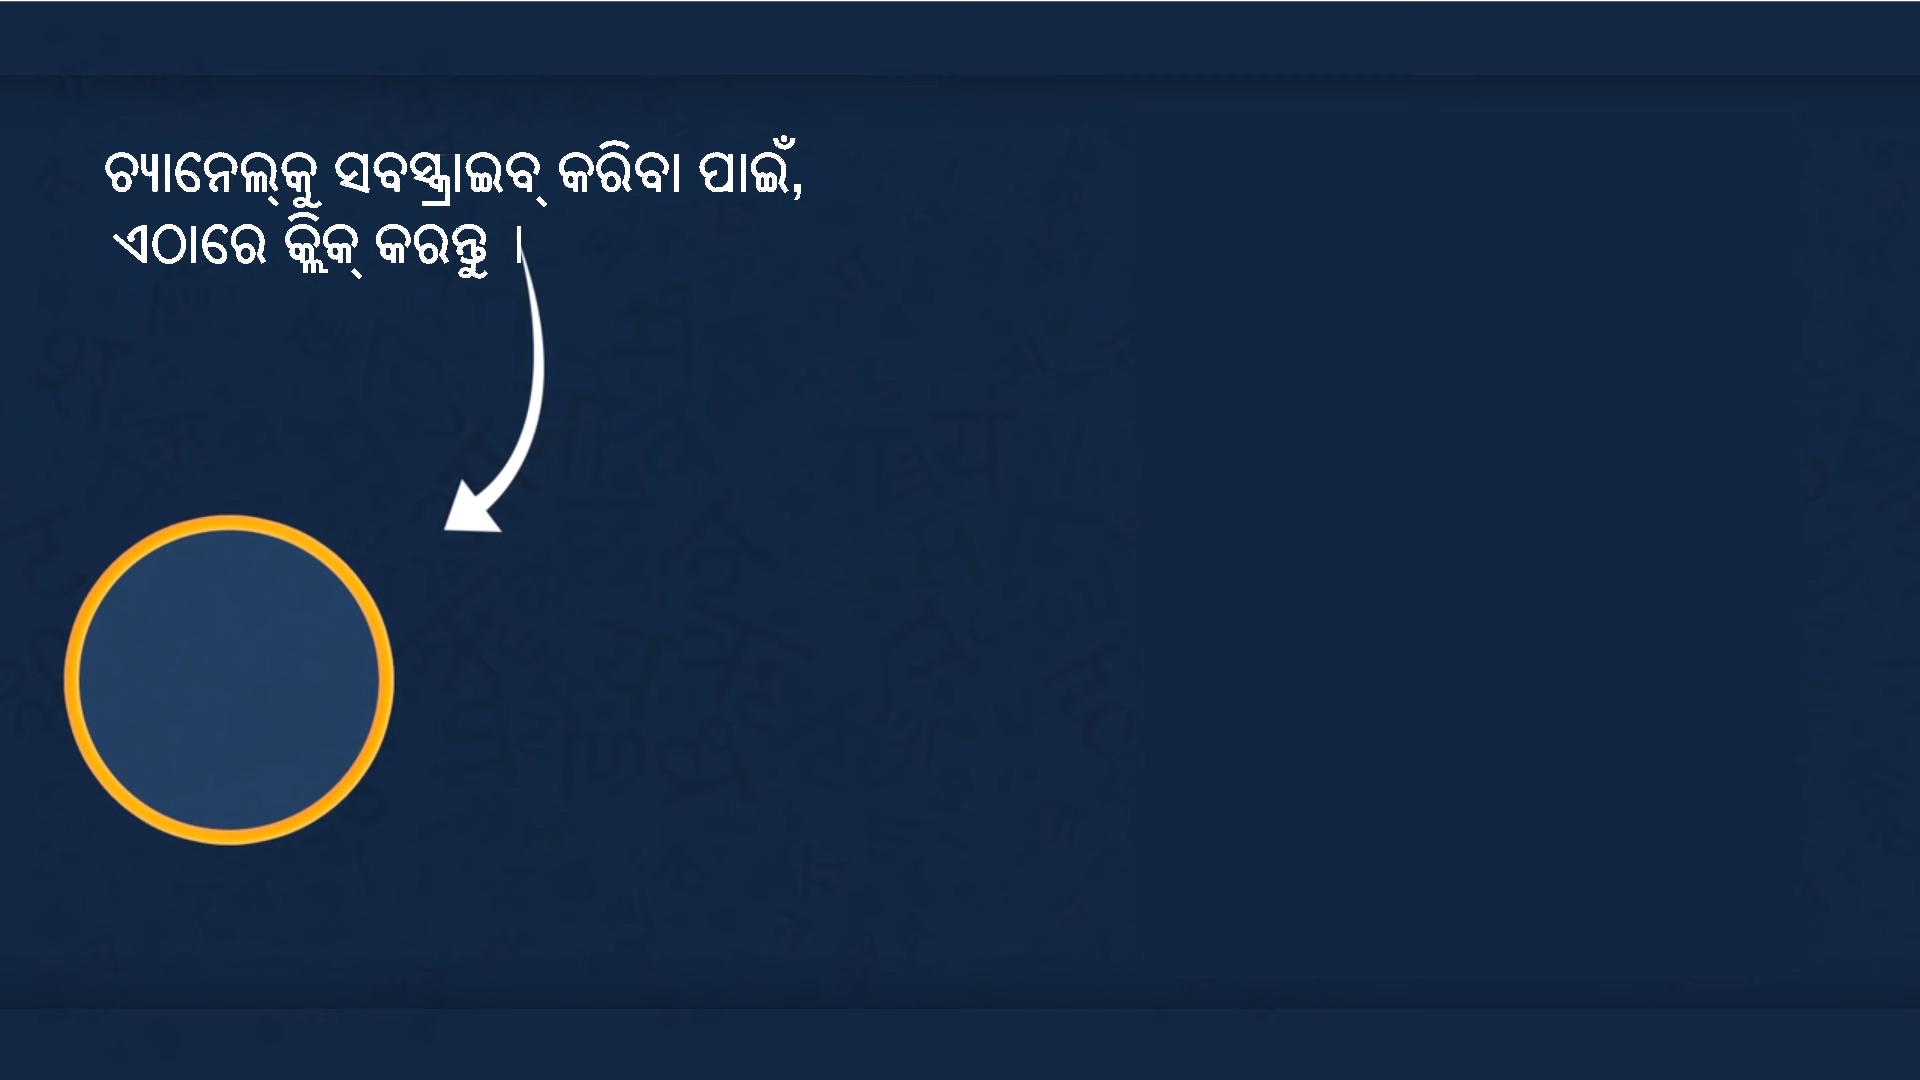 ଚ୍ୟାନେଲ୍‌କୁ ସବସ୍କ୍ରାଇବ୍ କରିବା ପାଇଁ,
ଏଠାରେ କ୍ଲିକ୍ କରନ୍ତୁ ।